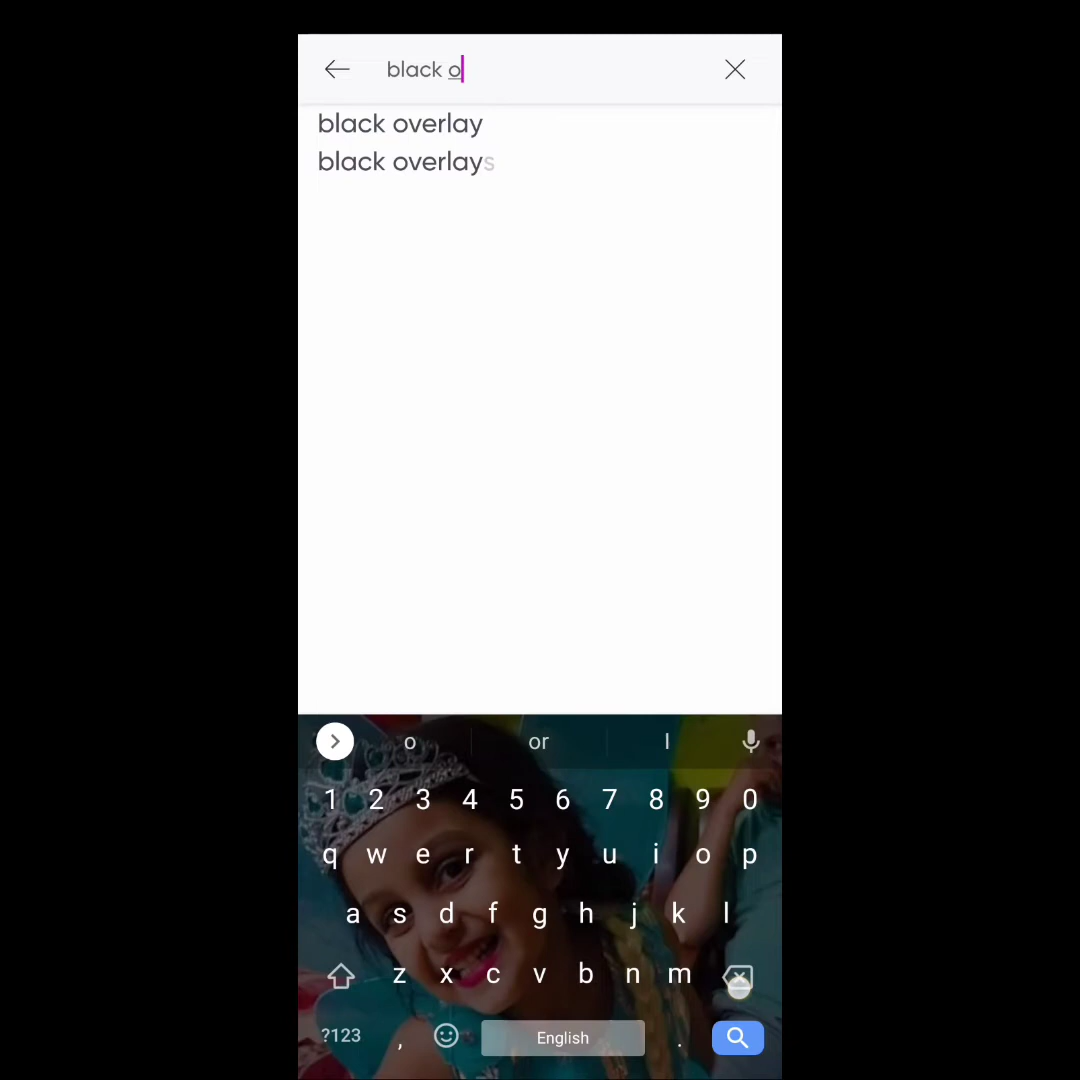 black o
black overlay
black overlays
o or I
1 2 3 4 5 6 7 8 9 0
q w e r t y u i o p
a s d f g h j k l
z x c v b n m
?123 , English .